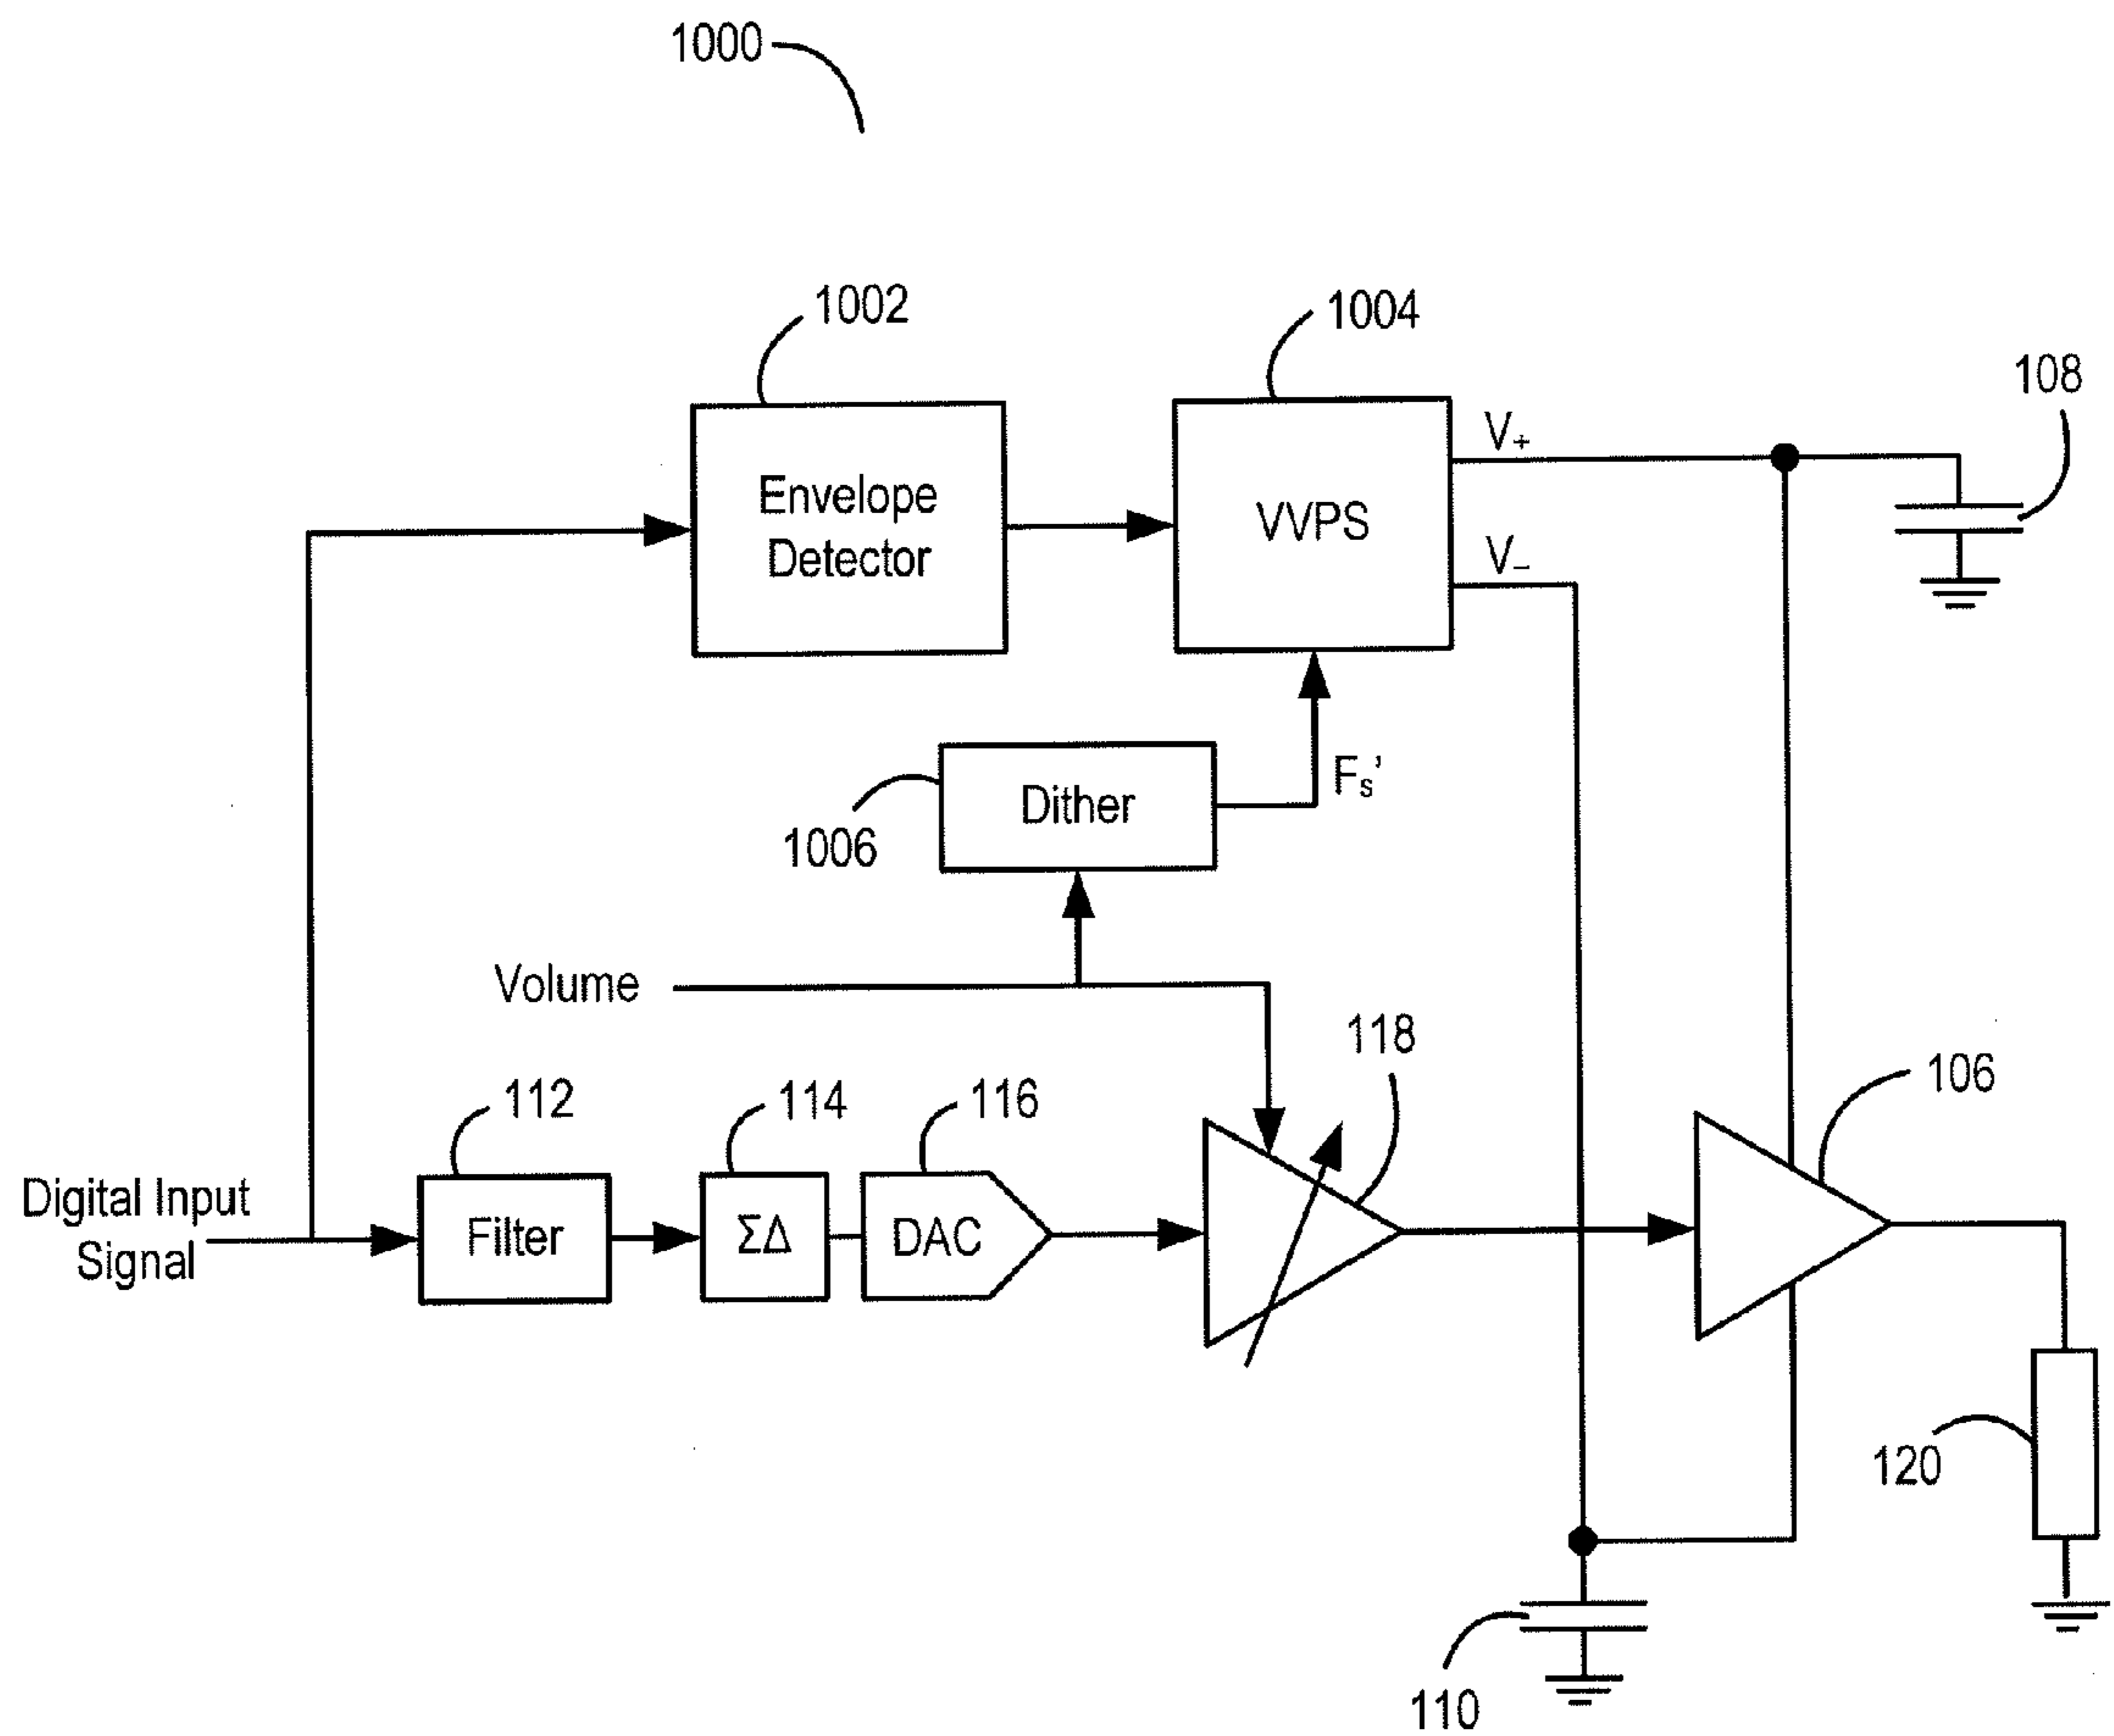 1000
1002
1004
108
V+
Envelope
Detector
VVPS
V−
Fs'
Dither
1006
Volume
118
112
114
116
106
Digital Input
Signal
Filter
ΣΔ
DAC
120
110